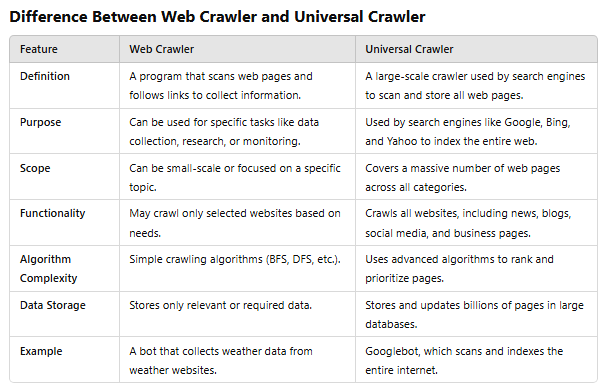 Difference Between Web Crawler and Universal Crawler
Feature Web Crawler Universal Crawler
Definition A program that scans web pages and A large-scale crawler used by search engines
follows links to collect information. to scan and store all web pages.
Purpose Can be used for specific tasks like data Used by search engines like Google, Bing,
collection, research, or monitoring. and Yahoo to index the entire web.
Scope Can be small-scale or focused on a specific Covers a massive number of web pages
topic. across all categories.
Functionality May crawl only selected websites based on Crawls all websites, including news, blogs,
needs. social media, and business pages.
Algorithm Simple crawling algorithms (BFS, DFS, etc.). Uses advanced algorithms to rank and
Complexity prioritize pages.
Data Storage Stores only relevant or required data. Stores and updates billions of pages in large
databases.
Example A bot that collects weather data from Googlebot, which scans and indexes the
weather websites. entire internet.